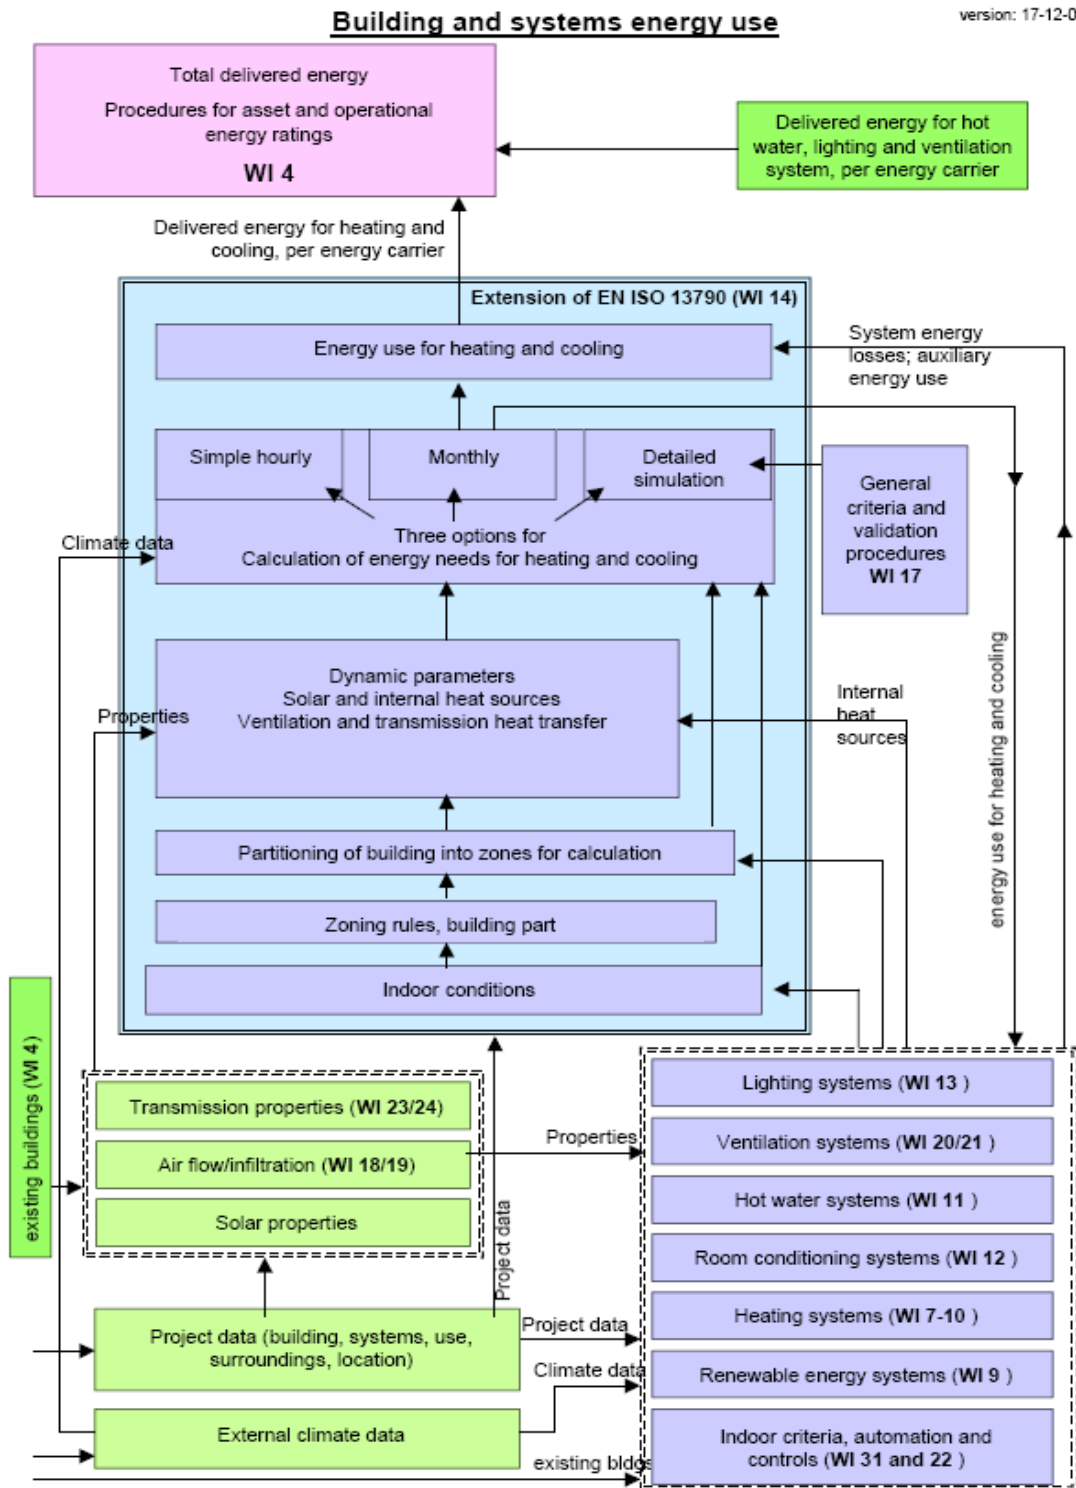 Building and systems energy use
version: 17-12-0
Total delivered energy
Procedures for asset and operational
energy ratings
WI 4
Delivered energy for hot
water, lighting and ventilation
system, per energy carrier
Delivered energy for heating and
cooling, per energy carrier
Extension of EN ISO 13790 (WI 14)
Energy use for heating and cooling
System energy
losses; auxiliary
energy use
Simple hourly
Monthly
Detailed
simulation
General
criteria and
validation
procedures
WI 17
Three options for
Calculation of energy needs for heating and cooling
Climate data
Dynamic parameters
Solar and internal heat sources
Ventilation and transmission heat transfer
Properties
Internal
heat
sources
energy use for heating and cooling
Partitioning of building into zones for calculation
Zoning rules, building part
Indoor conditions
existing buildings (WI 4)
Transmission properties (WI 23/24)
Air flow/infiltration (WI 18/19)
Solar properties
Properties
Project data
Project data (building, systems, use,
surroundings, location)
Project data
Climate data
External climate data
existing bldgs
Lighting systems (WI 13 )
Ventilation systems (WI 20/21 )
Hot water systems (WI 11 )
Room conditioning systems (WI 12 )
Heating systems (WI 7-10 )
Renewable energy systems (WI 9 )
Indoor criteria, automation and
controls (WI 31 and 22 )